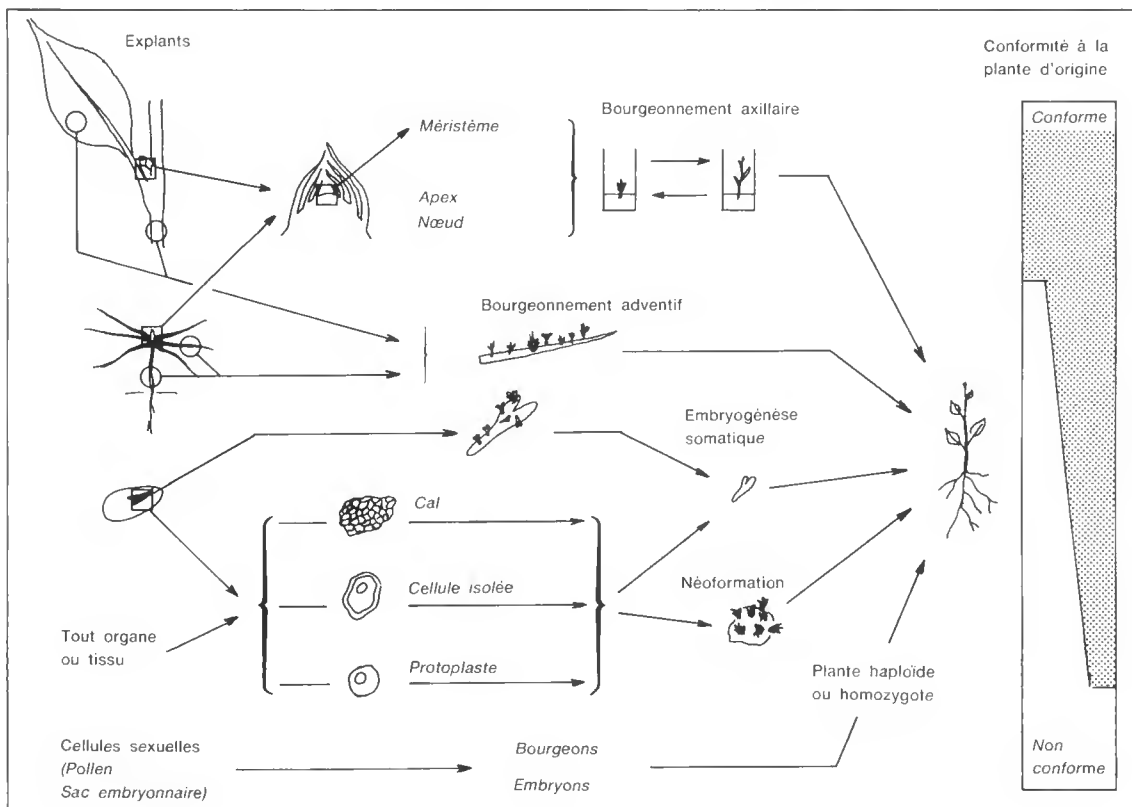 Explants
Conformité à la
plante d'origine
Conforme
Bourgeonnement axillaire
Méristème
Apex
Nœud
Bourgeonnement adventif
Embryogénèse
somatique
Cal
Cellule isolée
Néoformation
Tout organe
ou tissu
Protoplaste
Plante haploïde
ou homozygote
Cellules sexuelles
(Pollen
Sac embryonnaire)
Bourgeons
Embryons
Non
conforme